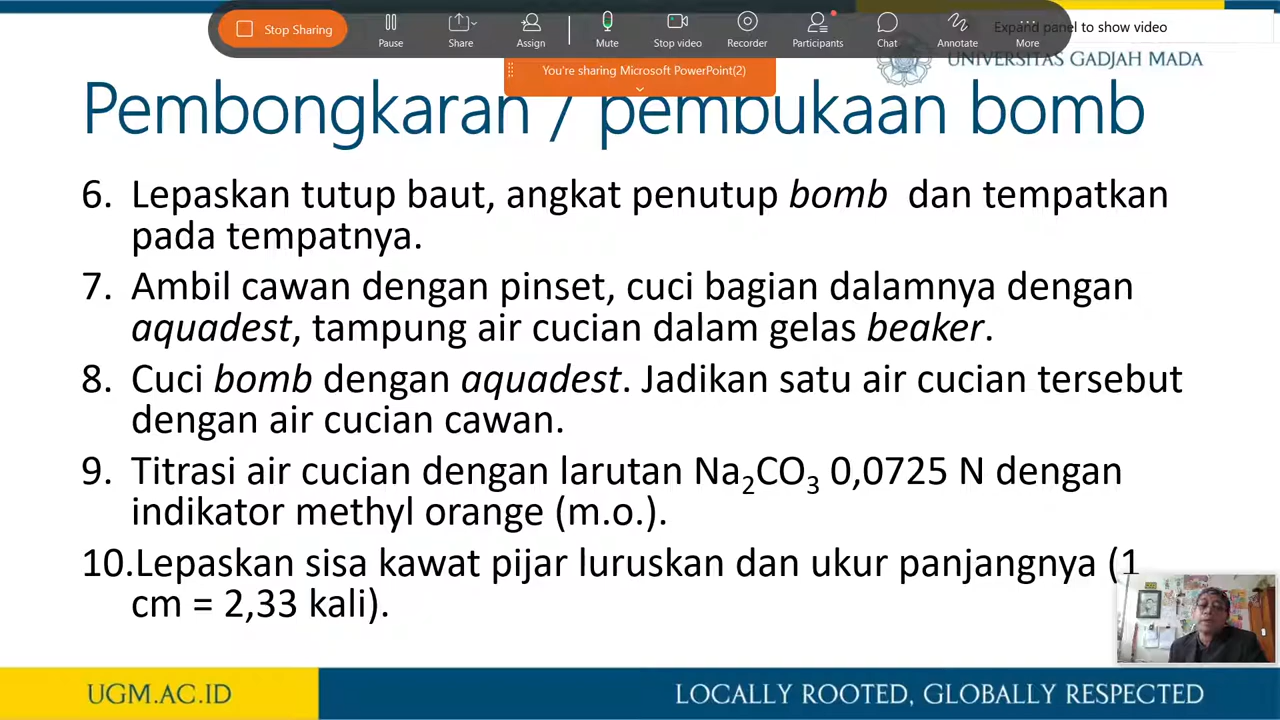 Stop Sharing
Pause
Share
Assign
Mute
Stop video
Recorder
Participants
Chat
Annotate
More
Expand panel to show video
You're sharing Microsoft PowerPoint(2)
UNIVERSITAS GADJAH MADA
Pembongkaran / pembukaan bomb
6. Lepaskan tutup baut, angkat penutup bomb dan tempatkan
pada tempatnya.
7. Ambil cawan dengan pinset, cuci bagian dalamnya dengan
aquadest, tampung air cucian dalam gelas beaker.
8. Cuci bomb dengan aquadest. Jadikan satu air cucian tersebut
dengan air cucian cawan.
9. Titrasi air cucian dengan larutan Na₂CO₃ 0,0725 N dengan
indikator methyl orange (m.o.).
10.Lepaskan sisa kawat pijar luruskan dan ukur panjangnya (1
cm = 2,33 kali).
UGM.AC.ID
LOCALLY ROOTED, GLOBALLY RESPECTED